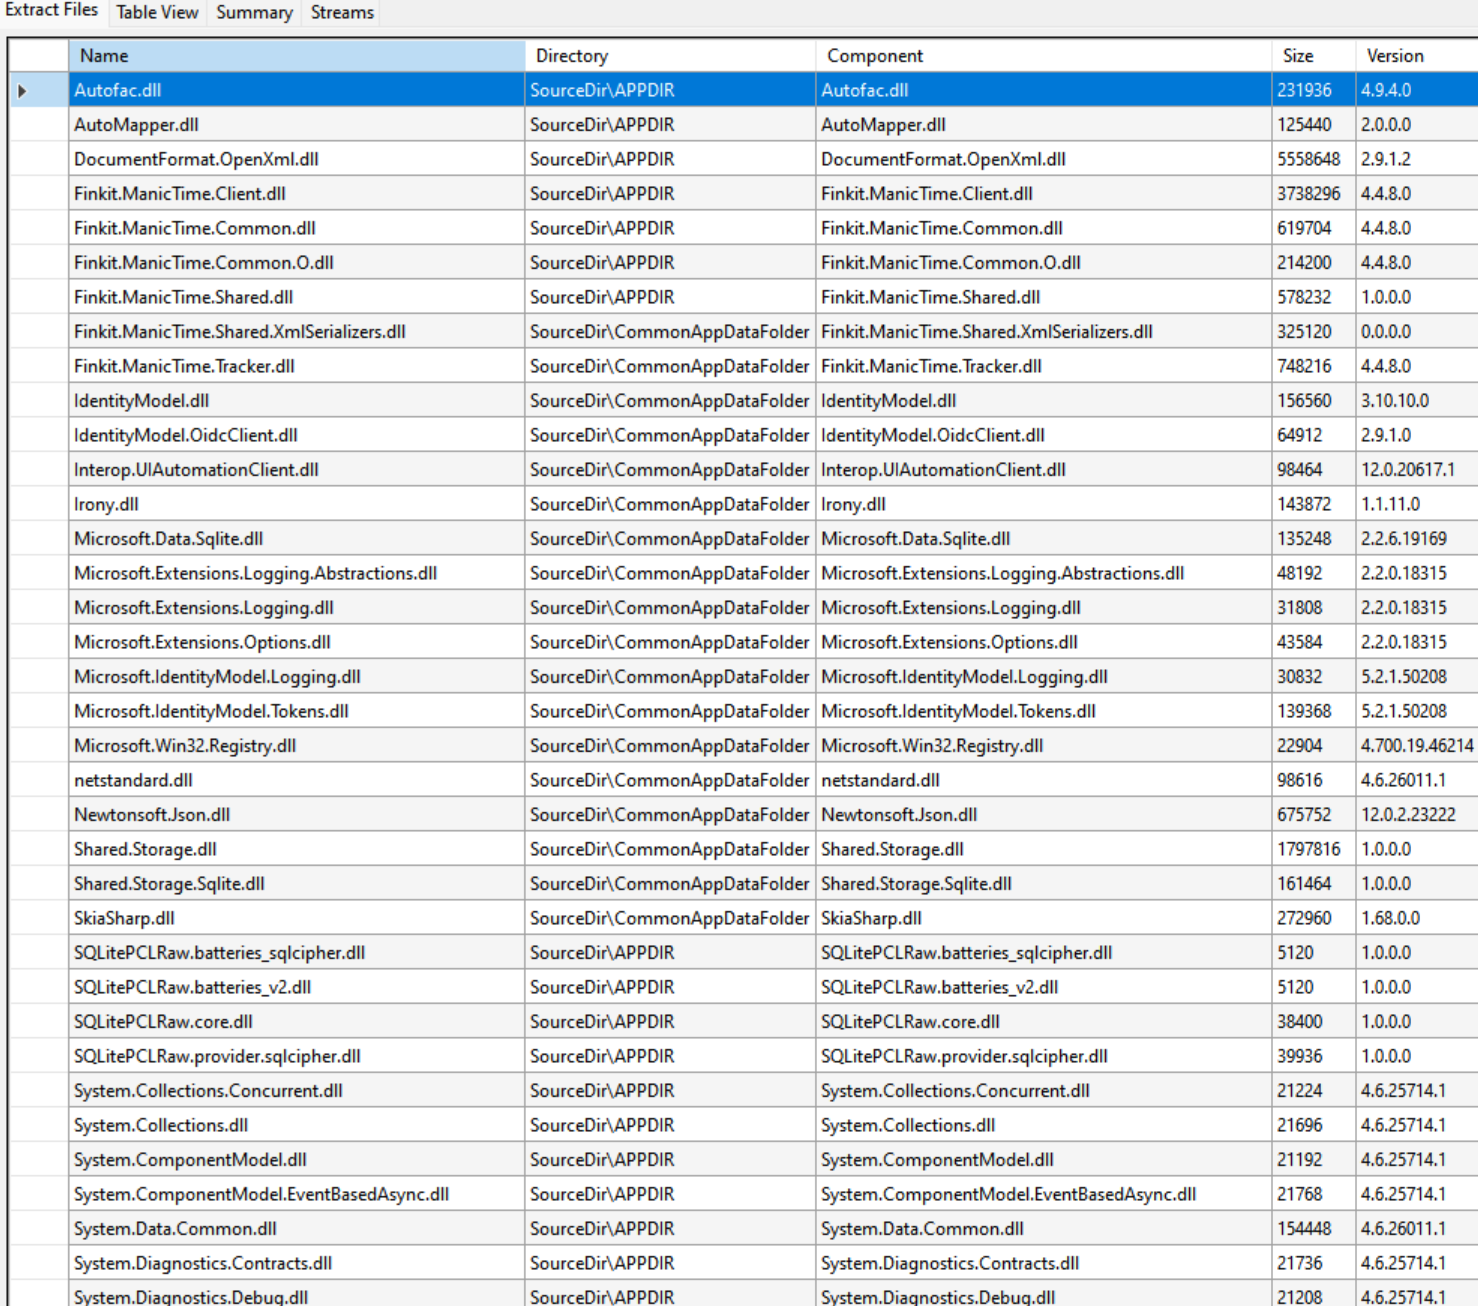 Extract Files Table View Summary Streams
Name Directory Component Size Version
Autofac.dll SourceDir\APPDIR Autofac.dll 231936 4.9.4.0
AutoMapper.dll SourceDir\APPDIR AutoMapper.dll 125440 2.0.0.0
DocumentFormat.OpenXml.dll SourceDir\APPDIR DocumentFormat.OpenXml.dll 5558648 2.9.1.2
Finkit.ManicTime.Client.dll SourceDir\APPDIR Finkit.ManicTime.Client.dll 3738296 4.4.8.0
Finkit.ManicTime.Common.dll SourceDir\APPDIR Finkit.ManicTime.Common.dll 619704 4.4.8.0
Finkit.ManicTime.Common.O.dll SourceDir\APPDIR Finkit.ManicTime.Common.O.dll 214200 4.4.8.0
Finkit.ManicTime.Shared.dll SourceDir\APPDIR Finkit.ManicTime.Shared.dll 578232 1.0.0.0
Finkit.ManicTime.Shared.XmlSerializers.dll SourceDir\CommonAppDataFolder Finkit.ManicTime.Shared.XmlSerializers.dll 325120 0.0.0.0
Finkit.ManicTime.Tracker.dll SourceDir\CommonAppDataFolder Finkit.ManicTime.Tracker.dll 748216 4.4.8.0
IdentityModel.dll SourceDir\CommonAppDataFolder IdentityModel.dll 156560 3.10.10.0
IdentityModel.OidcClient.dll SourceDir\CommonAppDataFolder IdentityModel.OidcClient.dll 64912 2.9.1.0
Interop.UIAutomationClient.dll SourceDir\CommonAppDataFolder Interop.UIAutomationClient.dll 98464 12.0.20617.1
Irony.dll SourceDir\CommonAppDataFolder Irony.dll 143872 1.1.11.0
Microsoft.Data.Sqlite.dll SourceDir\CommonAppDataFolder Microsoft.Data.Sqlite.dll 135248 2.2.6.19169
Microsoft.Extensions.Logging.Abstractions.dll SourceDir\CommonAppDataFolder Microsoft.Extensions.Logging.Abstractions.dll 48192 2.2.0.18315
Microsoft.Extensions.Logging.dll SourceDir\CommonAppDataFolder Microsoft.Extensions.Logging.dll 31808 2.2.0.18315
Microsoft.Extensions.Options.dll SourceDir\CommonAppDataFolder Microsoft.Extensions.Options.dll 43584 2.2.0.18315
Microsoft.IdentityModel.Logging.dll SourceDir\CommonAppDataFolder Microsoft.IdentityModel.Logging.dll 30832 5.2.1.50208
Microsoft.IdentityModel.Tokens.dll SourceDir\CommonAppDataFolder Microsoft.IdentityModel.Tokens.dll 139368 5.2.1.50208
Microsoft.Win32.Registry.dll SourceDir\CommonAppDataFolder Microsoft.Win32.Registry.dll 22904 4.700.19.46214
netstandard.dll SourceDir\CommonAppDataFolder netstandard.dll 98616 4.6.26011.1
Newtonsoft.Json.dll SourceDir\CommonAppDataFolder Newtonsoft.Json.dll 675752 12.0.2.23222
Shared.Storage.dll SourceDir\CommonAppDataFolder Shared.Storage.dll 1797816 1.0.0.0
Shared.Storage.Sqlite.dll SourceDir\CommonAppDataFolder Shared.Storage.Sqlite.dll 161464 1.0.0.0
SkiaSharp.dll SourceDir\CommonAppDataFolder SkiaSharp.dll 272960 1.68.0.0
SQLitePCLRaw.batteries_sqlcipher.dll SourceDir\APPDIR SQLitePCLRaw.batteries_sqlcipher.dll 5120 1.0.0.0
SQLitePCLRaw.batteries_v2.dll SourceDir\APPDIR SQLitePCLRaw.batteries_v2.dll 5120 1.0.0.0
SQLitePCLRaw.core.dll SourceDir\APPDIR SQLitePCLRaw.core.dll 38400 1.0.0.0
SQLitePCLRaw.provider.sqlcipher.dll SourceDir\APPDIR SQLitePCLRaw.provider.sqlcipher.dll 39936 1.0.0.0
System.Collections.Concurrent.dll SourceDir\APPDIR System.Collections.Concurrent.dll 21224 4.6.25714.1
System.Collections.dll SourceDir\APPDIR System.Collections.dll 21696 4.6.25714.1
System.ComponentModel.dll SourceDir\APPDIR System.ComponentModel.dll 21192 4.6.25714.1
System.ComponentModel.EventBasedAsync.dll SourceDir\APPDIR System.ComponentModel.EventBasedAsync.dll 21768 4.6.25714.1
System.Data.Common.dll SourceDir\APPDIR System.Data.Common.dll 154448 4.6.26011.1
System.Diagnostics.Contracts.dll SourceDir\APPDIR System.Diagnostics.Contracts.dll 21736 4.6.25714.1
System.Diagnostics.Debug.dll SourceDir\APPDIR System.Diagnostics.Debug.dll 21208 4.6.25714.1